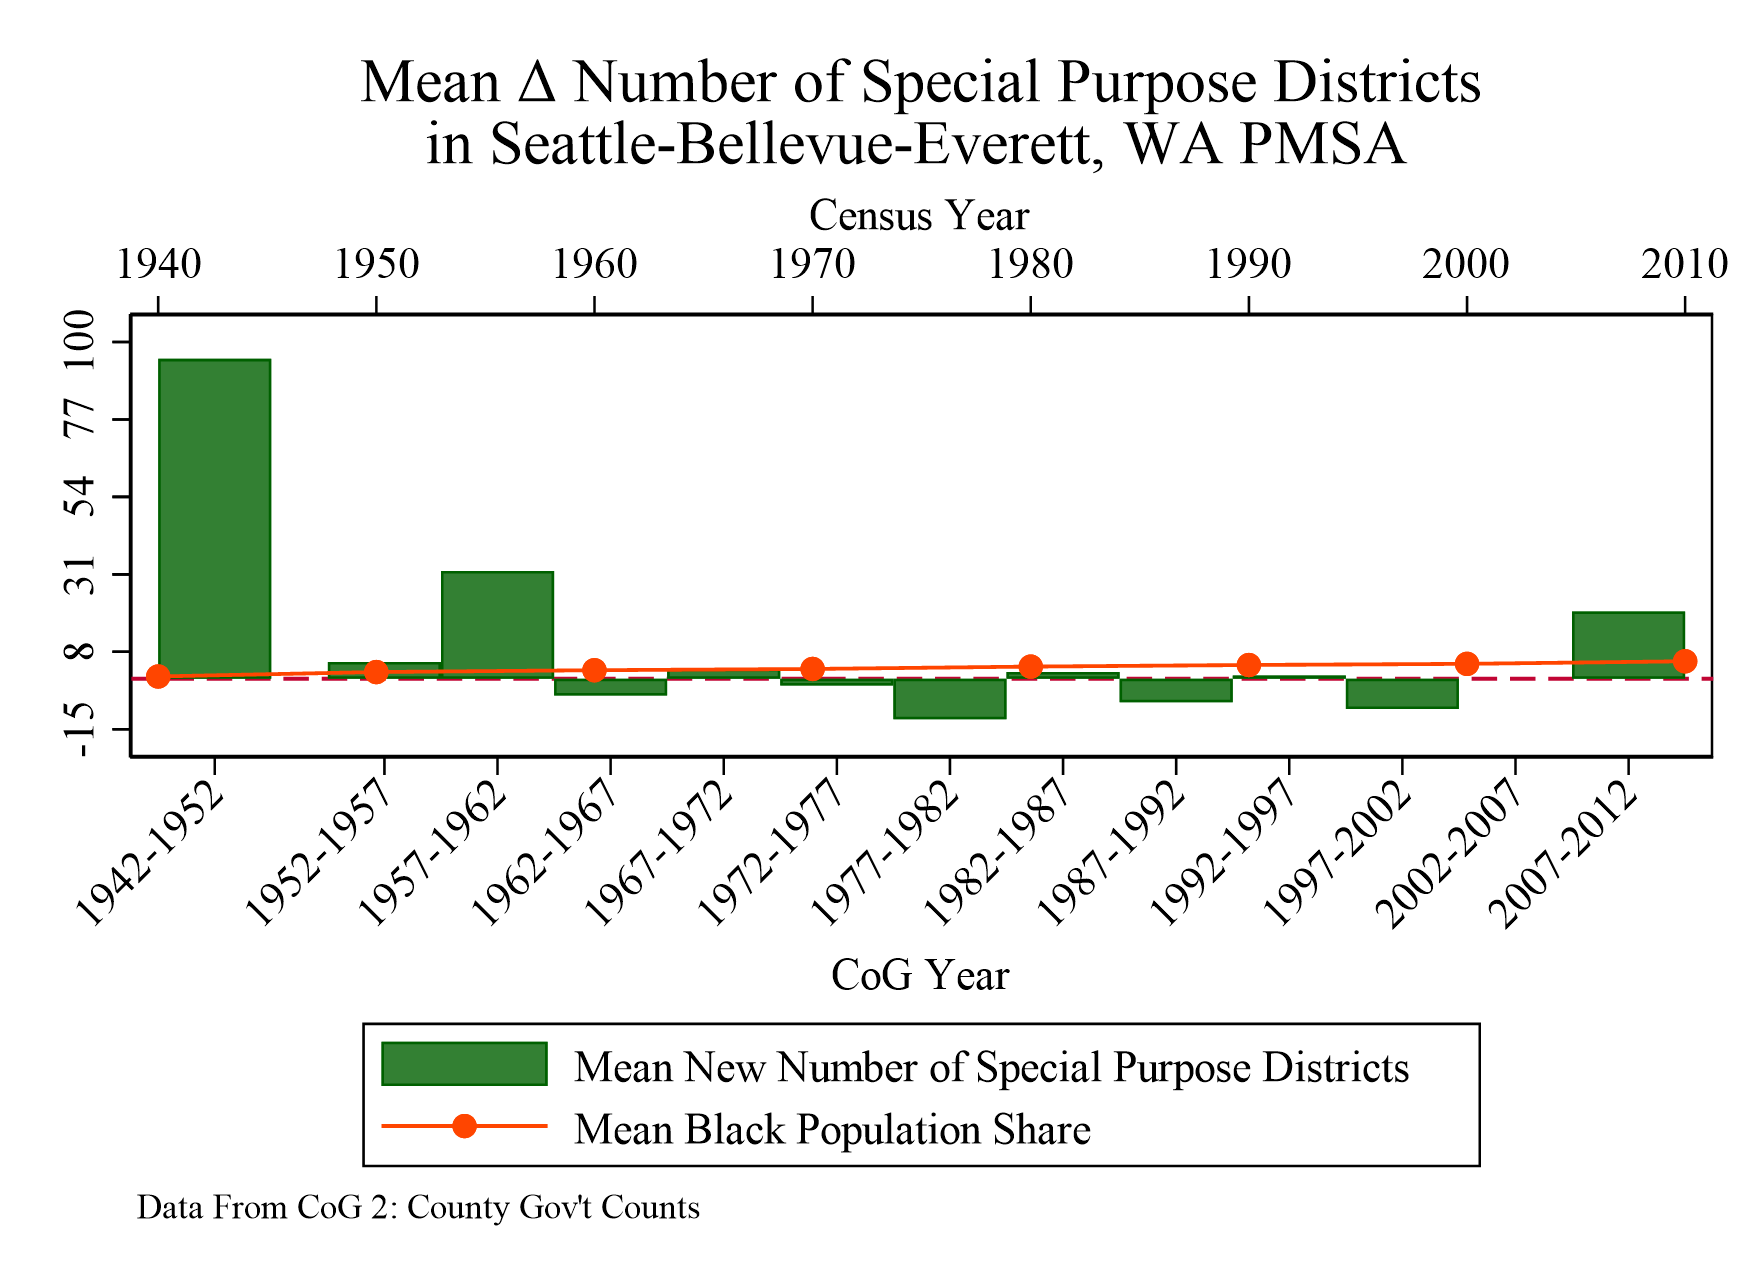 Mean Δ Number of Special Purpose Districts
in Seattle-Bellevue-Everett, WA PMSA
Census Year
1940 1950 1960 1970 1980 1990 2000 2010
100
77
54
31
8
-15
1942-1952 1952-1957 1957-1962 1962-1967 1967-1972 1972-1977 1977-1982 1982-1987 1987-1992 1992-1997 1997-2002 2002-2007 2007-2012
CoG Year
Mean New Number of Special Purpose Districts
Mean Black Population Share
Data From CoG 2: County Gov't Counts